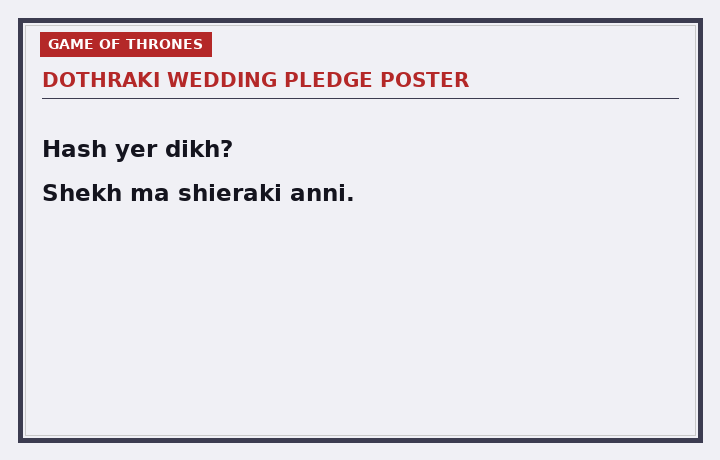 GAME OF THRONES
DOTHRAKI WEDDING PLEDGE POSTER
Hash yer dikh?
Shekh ma shieraki anni.